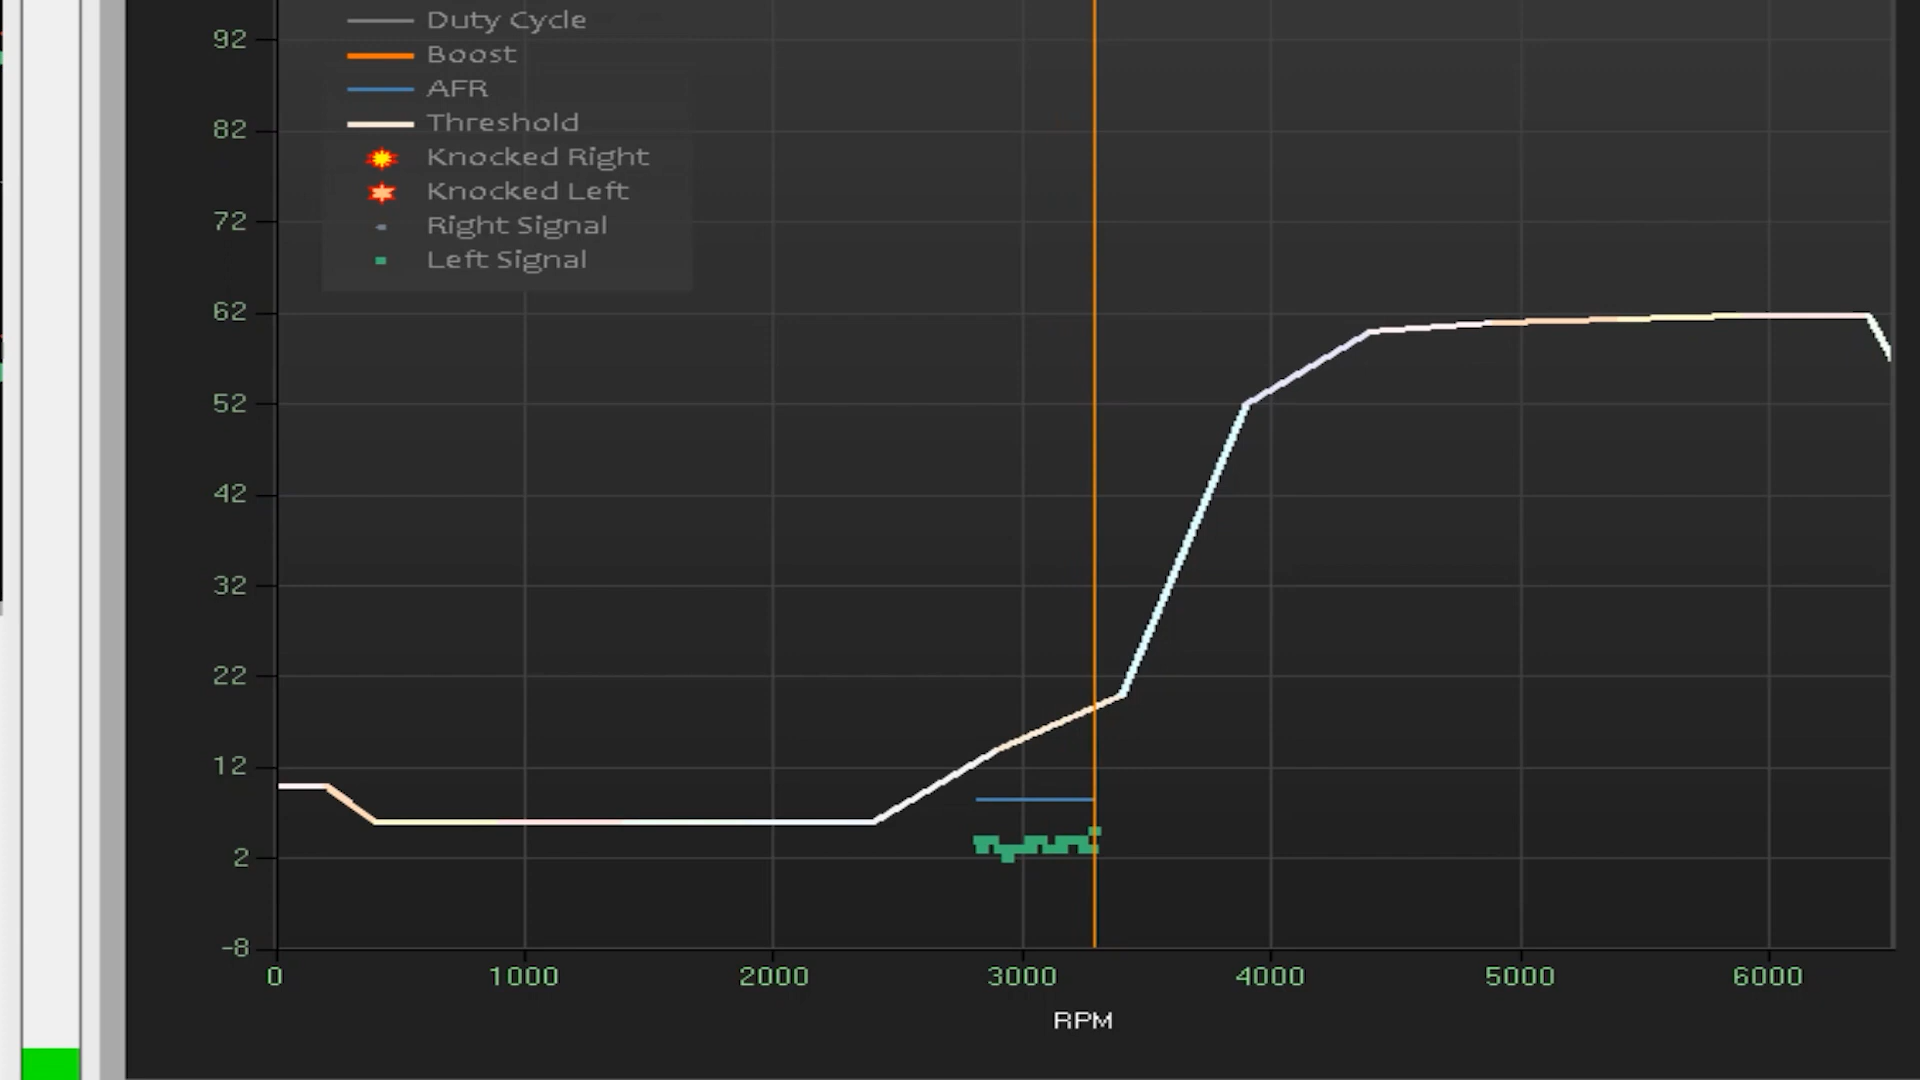 Duty Cycle
92
Boost
AFR
Threshold
82
Knocked Right
Knocked Left
72
Right Signal
Left Signal
62
52
42
32
22
12
2
-8
0 1000 2000 3000 4000 5000 6000
RPM